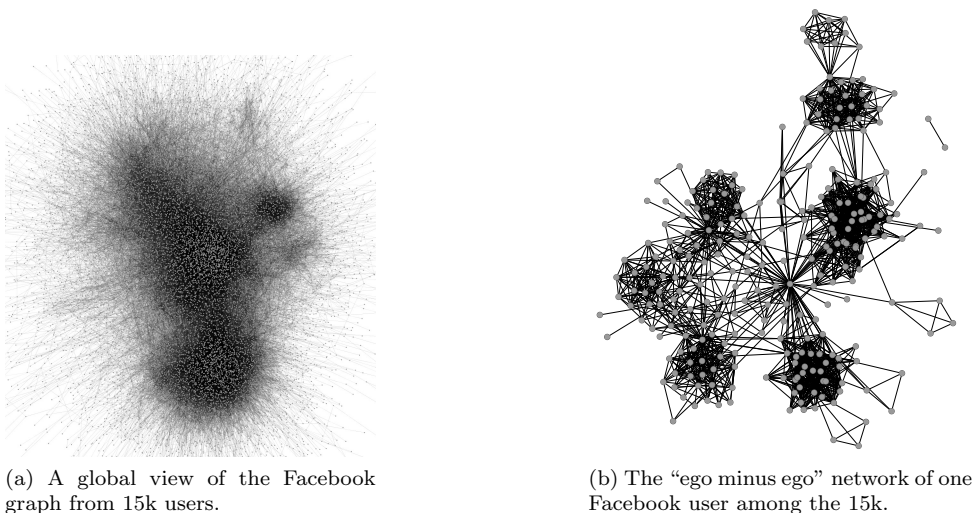 (a) A global view of the Facebook
graph from 15k users.
(b) The “ego minus ego” network of one
Facebook user among the 15k.